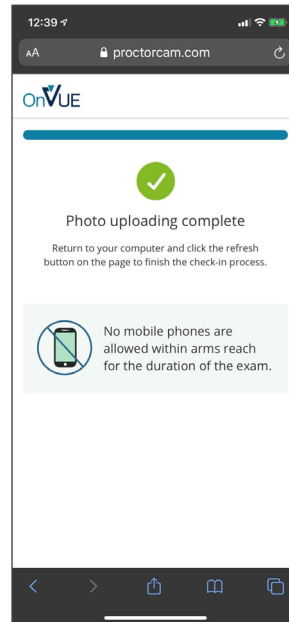 12:39
AA proctorcam.com
OnVUE
Photo uploading complete
Return to your computer and click the refresh
button on the page to finish the check-in process.
No mobile phones are
allowed within arms reach
for the duration of the exam.